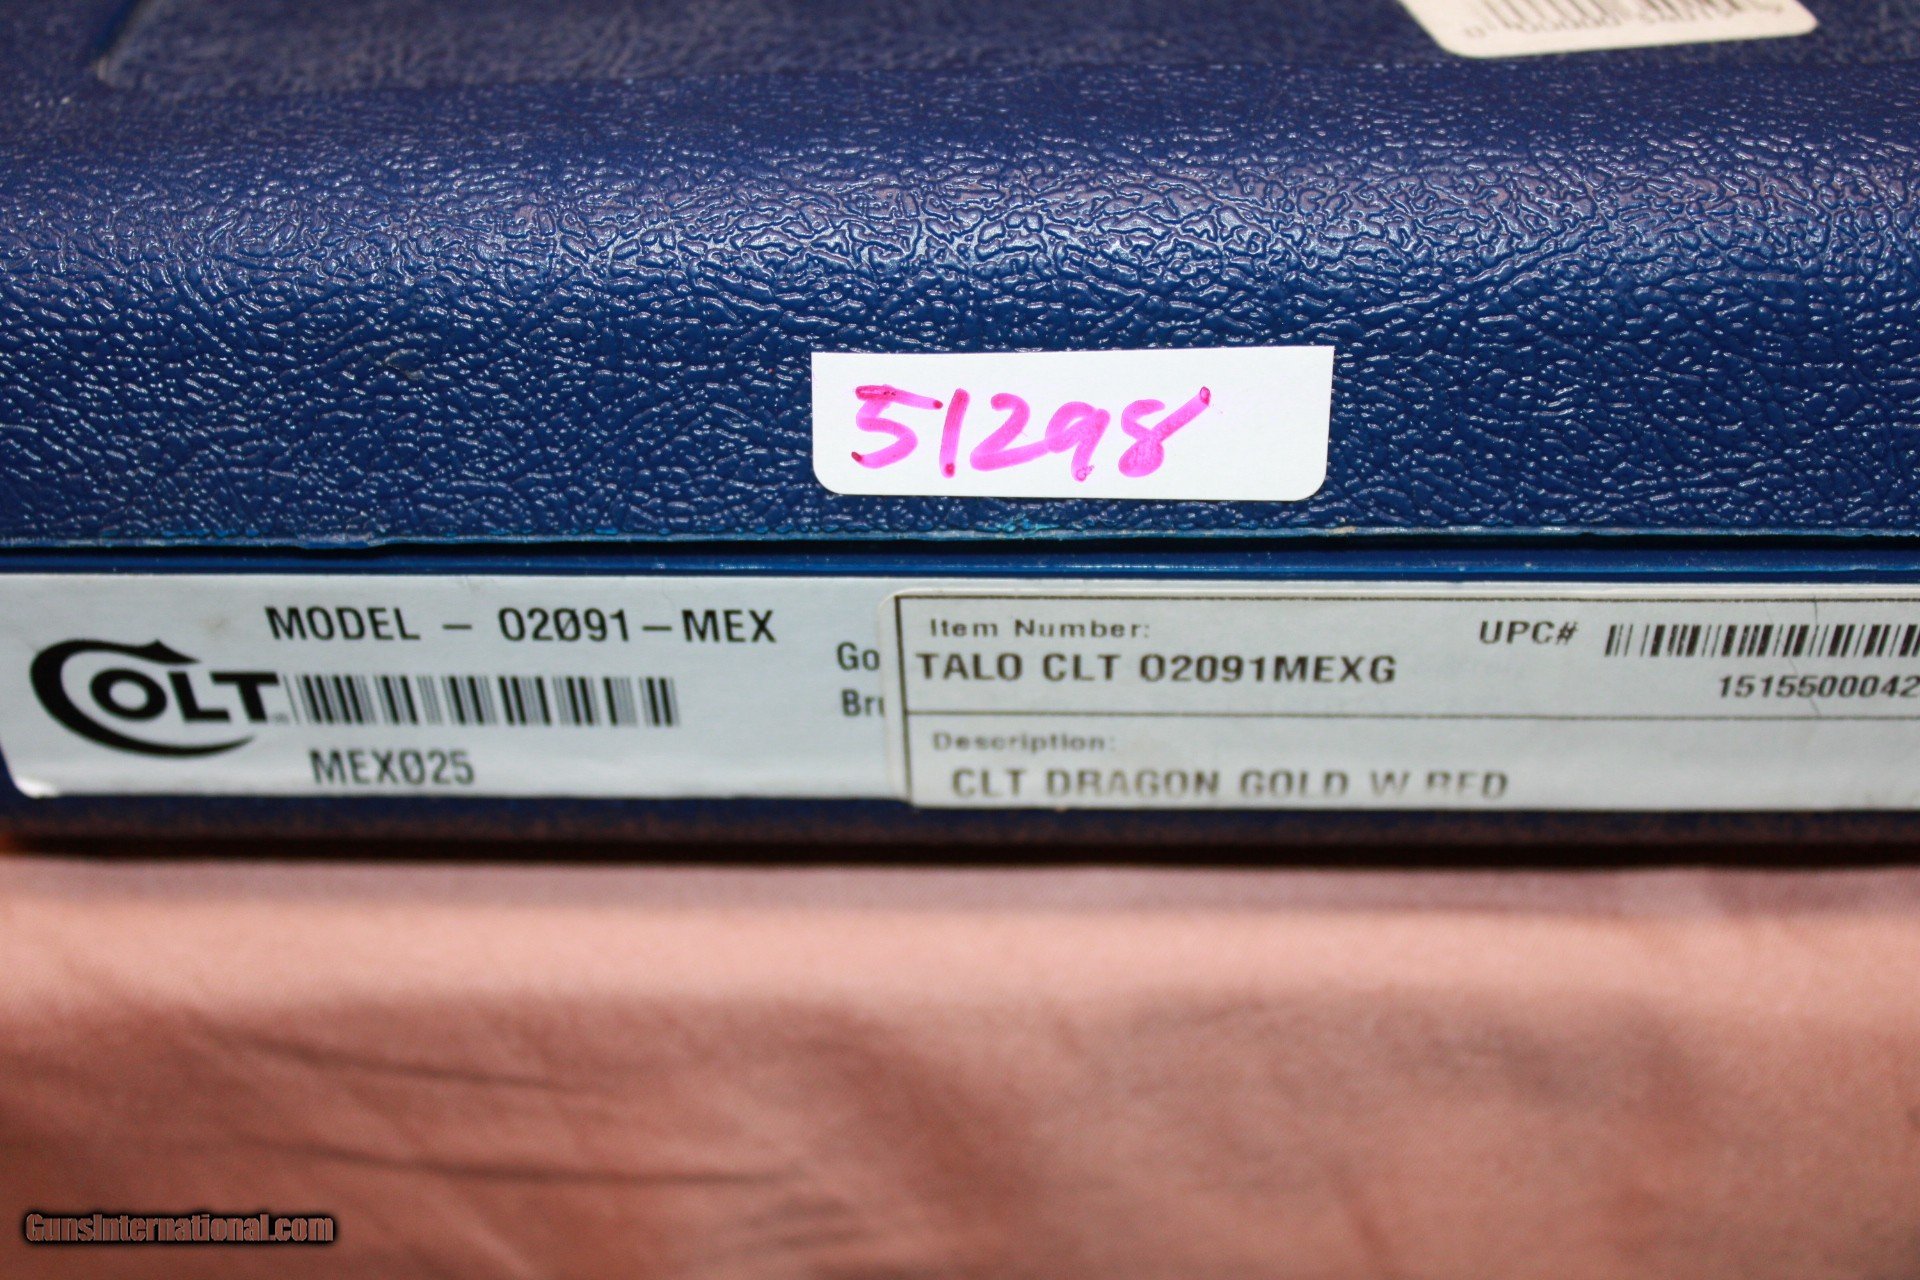 51298
COLT
MODEL - 02091-MEX
MEX025
Item Number:
TALO CLT 02091MEXG
UPC#
1515500042
Description:
CLT DRAGON GOLD W RED
GunsInternational.com